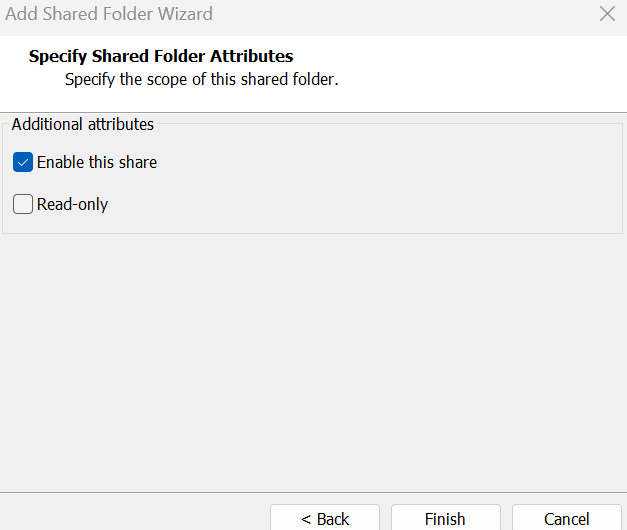 Add Shared Folder Wizard
Specify Shared Folder Attributes
Specify the scope of this shared folder.
Additional attributes
Enable this share
Read-only
< Back
Finish
Cancel